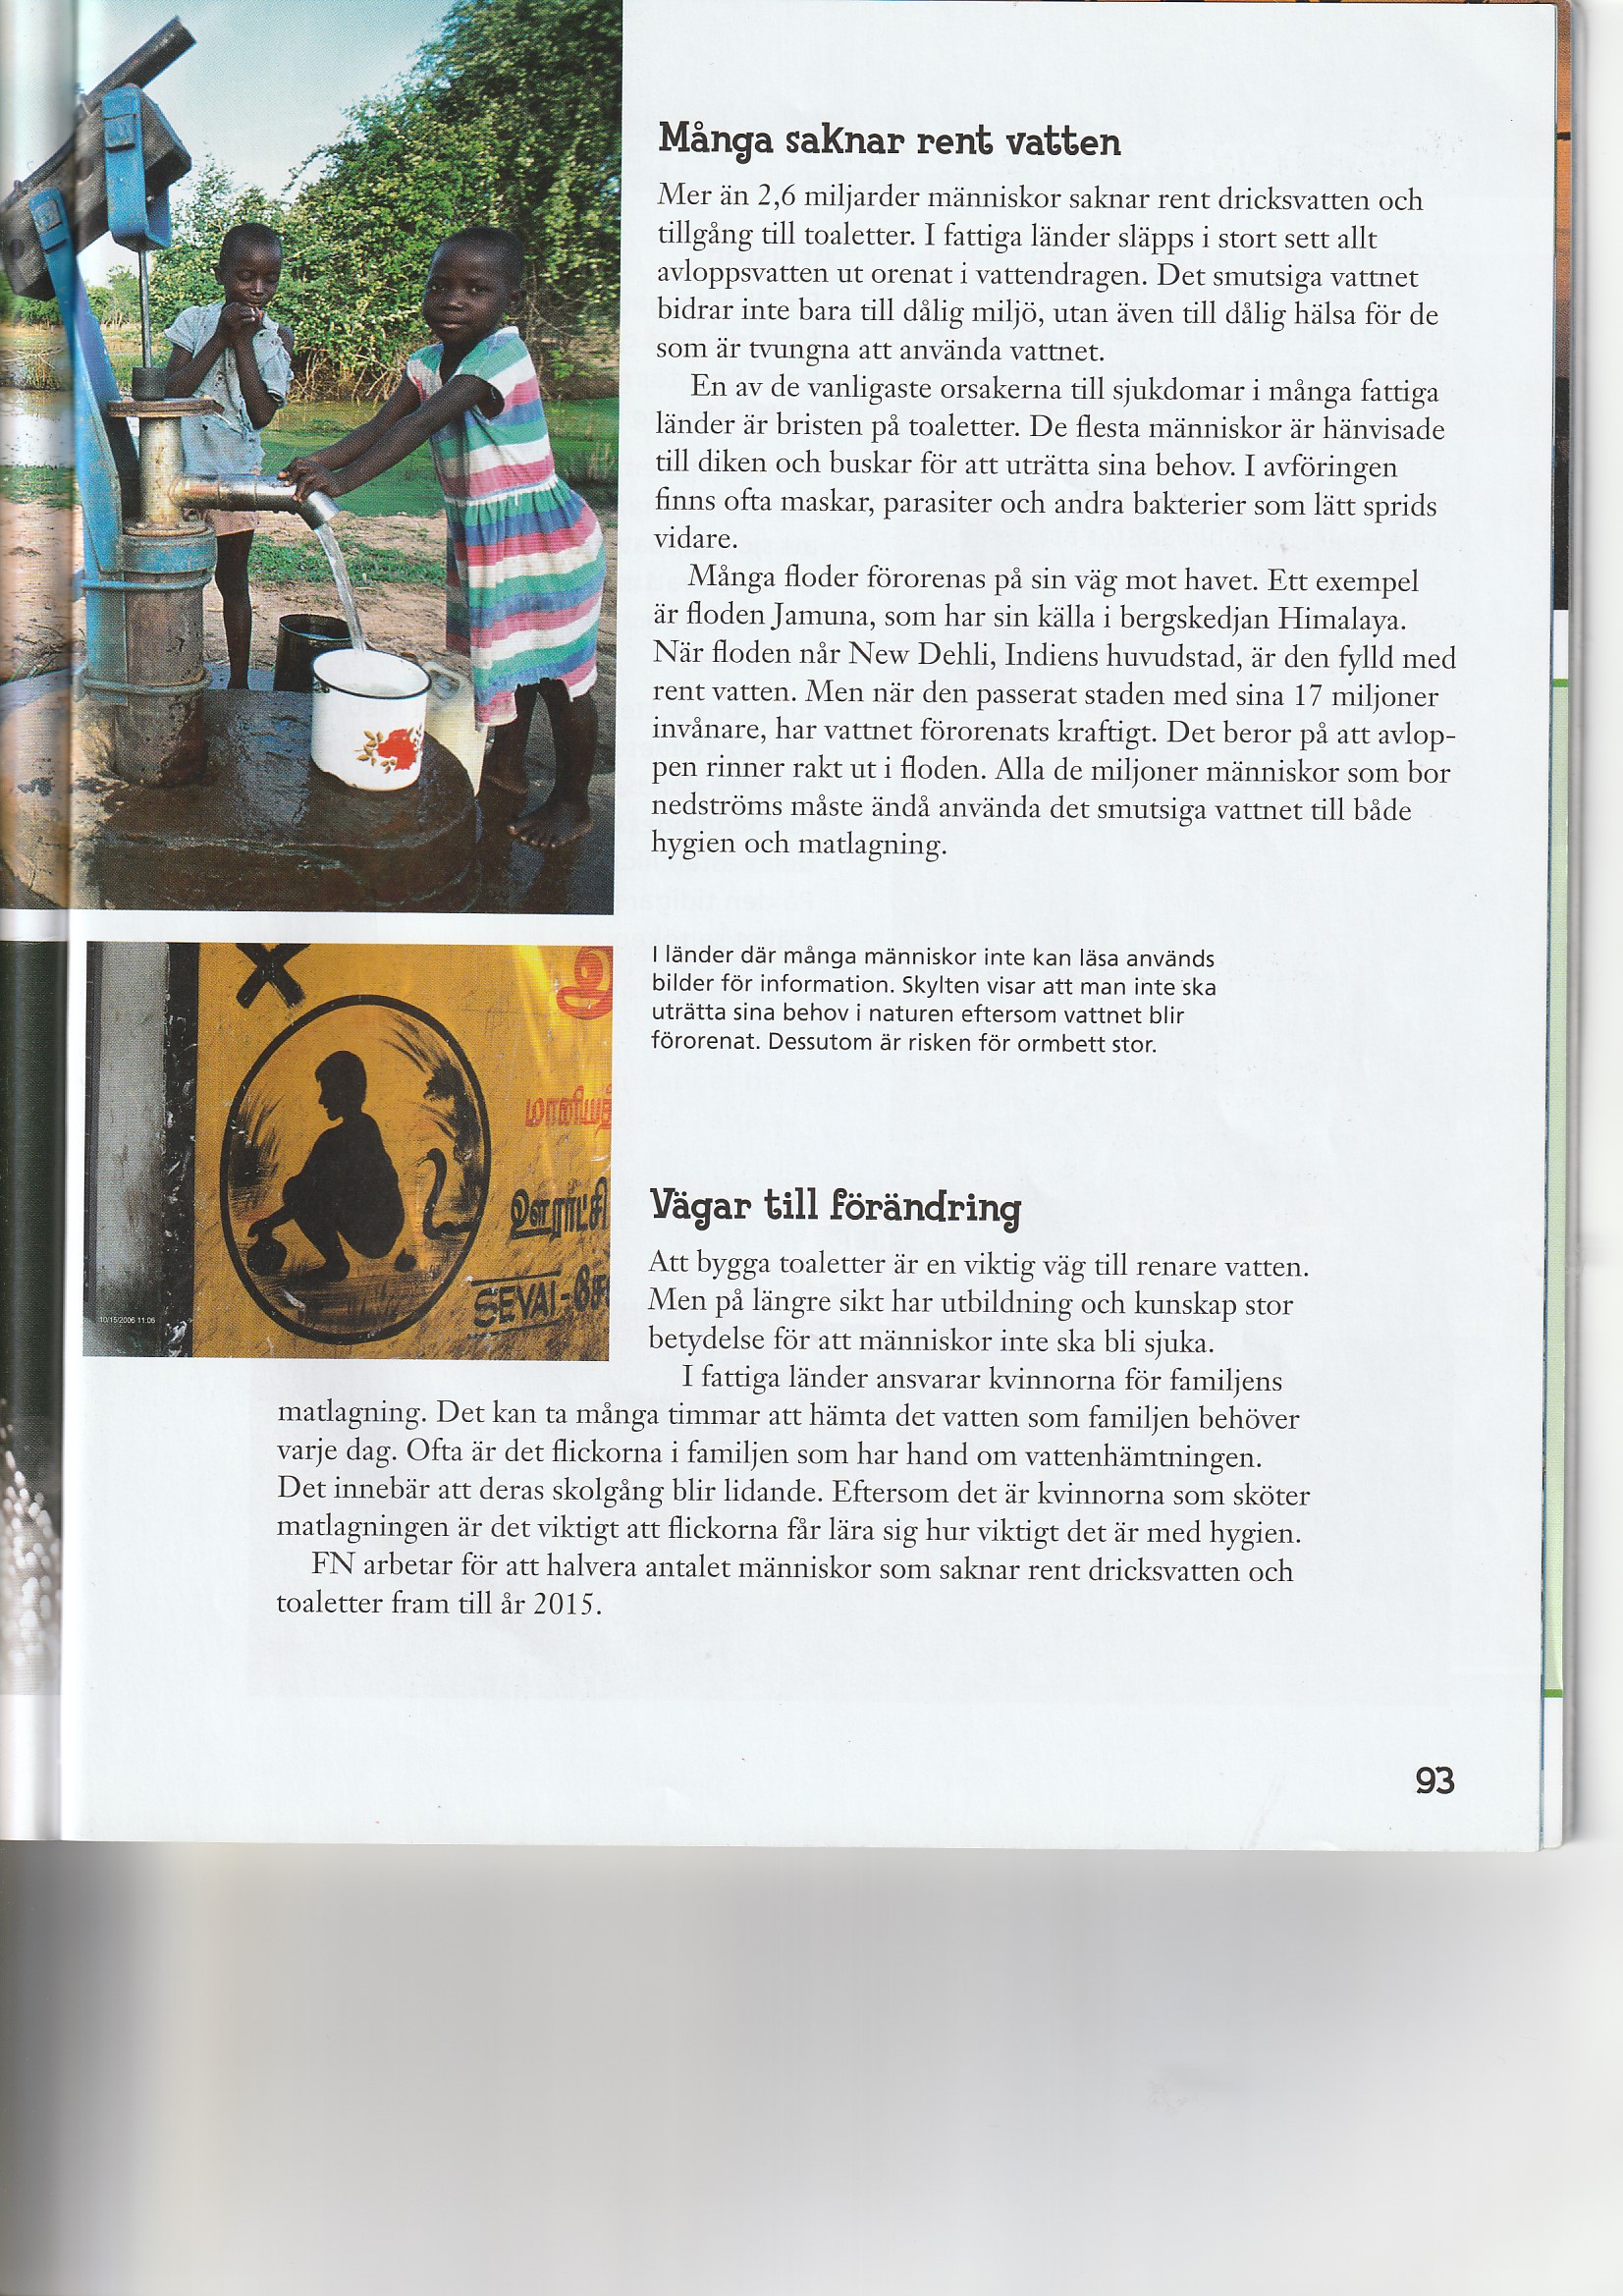 Många saknar rent vatten
Mer än 2,6 miljarder människor saknar rent dricksvatten och
tillgång till toaletter. I fattiga länder släpps i stort sett allt
avloppsvatten ut orenat i vattendragen. Det smutsiga vattnet
bidrar inte bara till dålig miljö, utan även till dålig hälsa för de
som är tvungna att använda vattnet.
En av de vanligaste orsakerna till sjukdomar i många fattiga
länder är bristen på toaletter. De flesta människor är hänvisade
till diken och buskar för att uträtta sina behov. I avföringen
finns ofta maskar, parasiter och andra bakterier som lätt sprids
vidare.
Många floder förorenas på sin väg mot havet. Ett exempel
är floden Jamuna, som har sin källa i bergskedjan Himalaya.
När floden når New Dehli, Indiens huvudstad, är den fylld med
rent vatten. Men när den passerat staden med sina 17 miljoner
invånare, har vattnet förorenats kraftigt. Det beror på att avlop-
pen rinner rakt ut i floden. Alla de miljoner människor som bor
nedströms måste ändå använda det smutsiga vattnet till både
hygien och matlagning.
I länder där många människor inte kan läsa används
bilder för information. Skylten visar att man inte ska
uträtta sina behov i naturen eftersom vattnet blir
förorenat. Dessutom är risken för ormbett stor.
ஊராட்சி
SEVAI-
10/15/2006 11:06
Vägar till förändring
Att bygga toaletter är en viktig väg till renare vatten.
Men på längre sikt har utbildning och kunskap stor
betydelse för att människor inte ska bli sjuka.
I fattiga länder ansvarar kvinnorna för familjens
matlagning. Det kan ta många timmar att hämta det vatten som familjen behöver
varje dag. Ofta är det flickorna i familjen som har hand om vattenhämtningen.
Det innebär att deras skolgång blir lidande. Eftersom det är kvinnorna som sköter
matlagningen är det viktigt att flickorna får lära sig hur viktigt det är med hygien.
FN arbetar för att halvera antalet människor som saknar rent dricksvatten och
toaletter fram till år 2015.
93